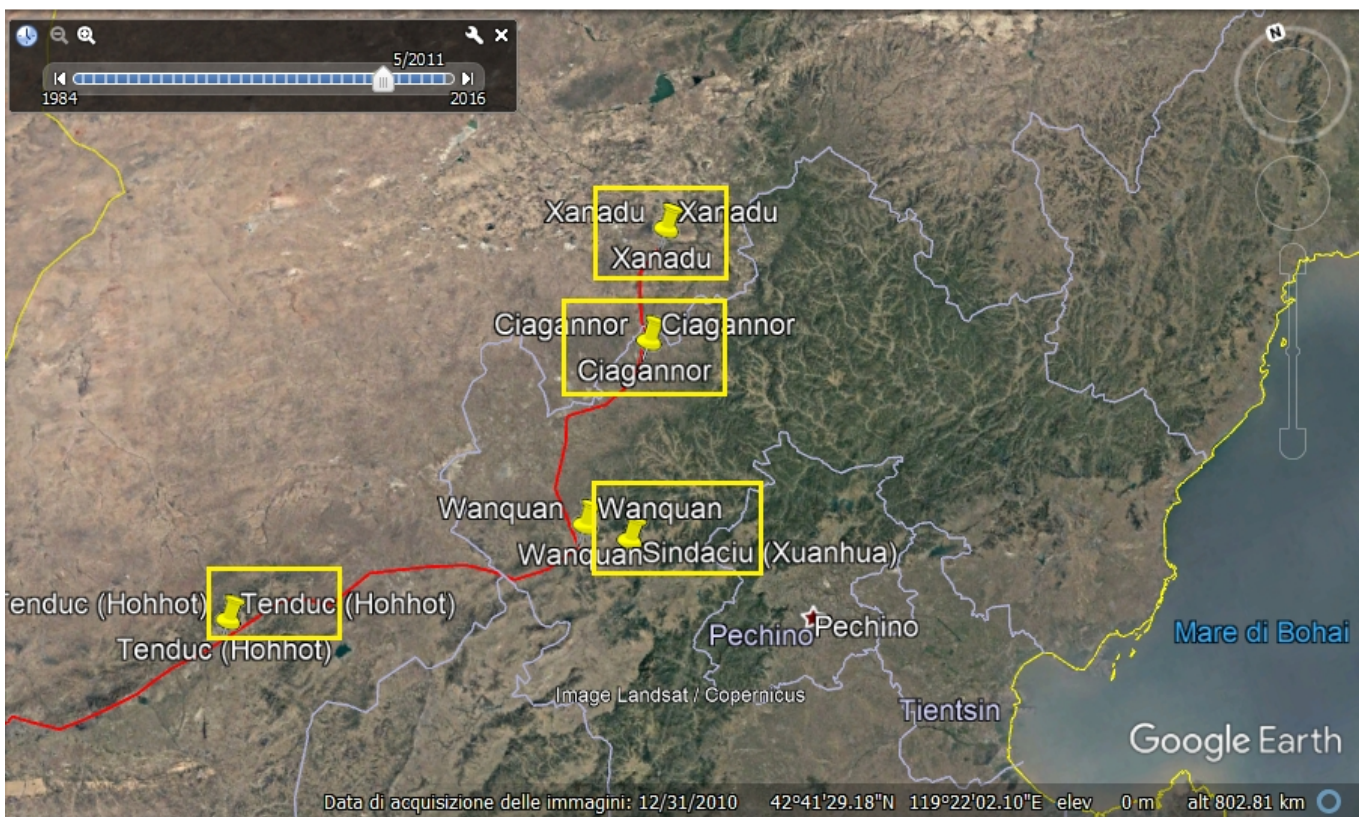 5/2011
1984 2016
N
Xanadu Xanadu
Xanadu
Ciagannor Ciagannor
Ciagannor
Wanquan Wanquan
Wanquan Sindaciu (Xuanhua)
Tenduc (Hohhot) Tenduc (Hohhot)
Tenduc (Hohhot)
Pechino Pechino
Mare di Bohai
Image Landsat / Copernicus
Tientsin
Google Earth
Data di acquisizione delle immagini: 12/31/2010 42°41'29.18"N 119°22'02.10"E elev 0 m alt 802.81 km